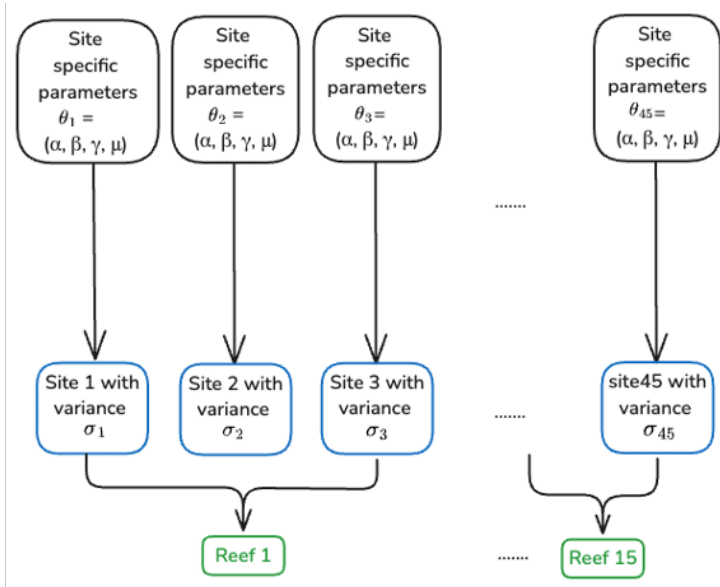 Site
specific
parameters
θ₁ =
(α, β, γ, μ)
Site
specific
parameters
θ₂ =
(α, β, γ, μ)
Site
specific
parameters
θ₃=
(α, β, γ, μ)
Site
specific
parameters
θ₄₅=
(α, β, γ, μ)
.......
Site 1 with
variance
σ₁
Site 2 with
variance
σ₂
Site 3 with
variance
σ₃
.......
site45 with
variance
σ₄₅
Reef 1
.......
Reef 15